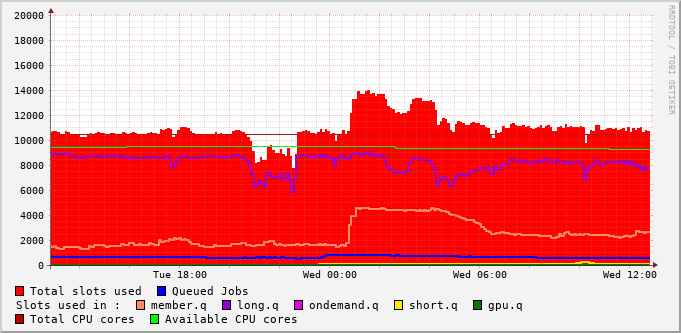 20000
18000
16000
14000
12000
10000
8000
6000
4000
2000
0
Tue 18:00 Wed 00:00 Wed 06:00 Wed 12:00
Total slots used Queued Jobs
Slots used in : member.q long.q ondemand.q short.q gpu.q
Total CPU cores Available CPU cores
RRDTOOL / TOBI OETIKER